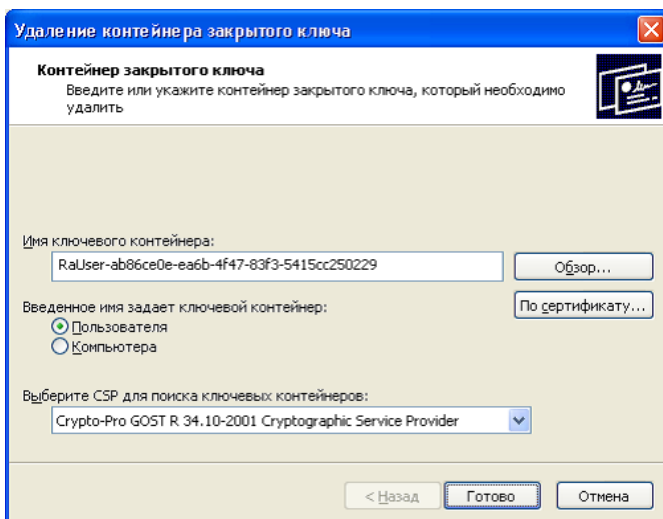 Удаление контейнера закрытого ключа
Контейнер закрытого ключа
Введите или укажите контейнер закрытого ключа, который необходимо
удалить
Имя ключевого контейнера:
RaUser-ab86ce0e-ea6b-4f47-83f3-5415cc250229
Обзор...
Введенное имя задает ключевой контейнер:
По сертификату...
Пользователя
Компьютера
Выберите CSP для поиска ключевых контейнеров:
Crypto-Pro GOST R 34.10-2001 Cryptographic Service Provider
< Назад
Готово
Отмена